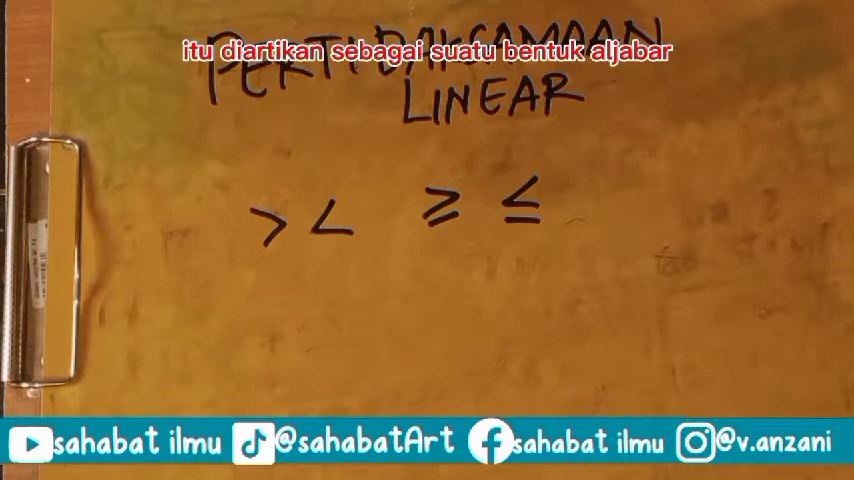 PERTIDAKSAMAAN
itu diartikan sebagai suatu bentuk aljabar
LINEAR
> < ≥ ≤
sahabat ilmu @sahabatArt sahabat ilmu @v.anzani